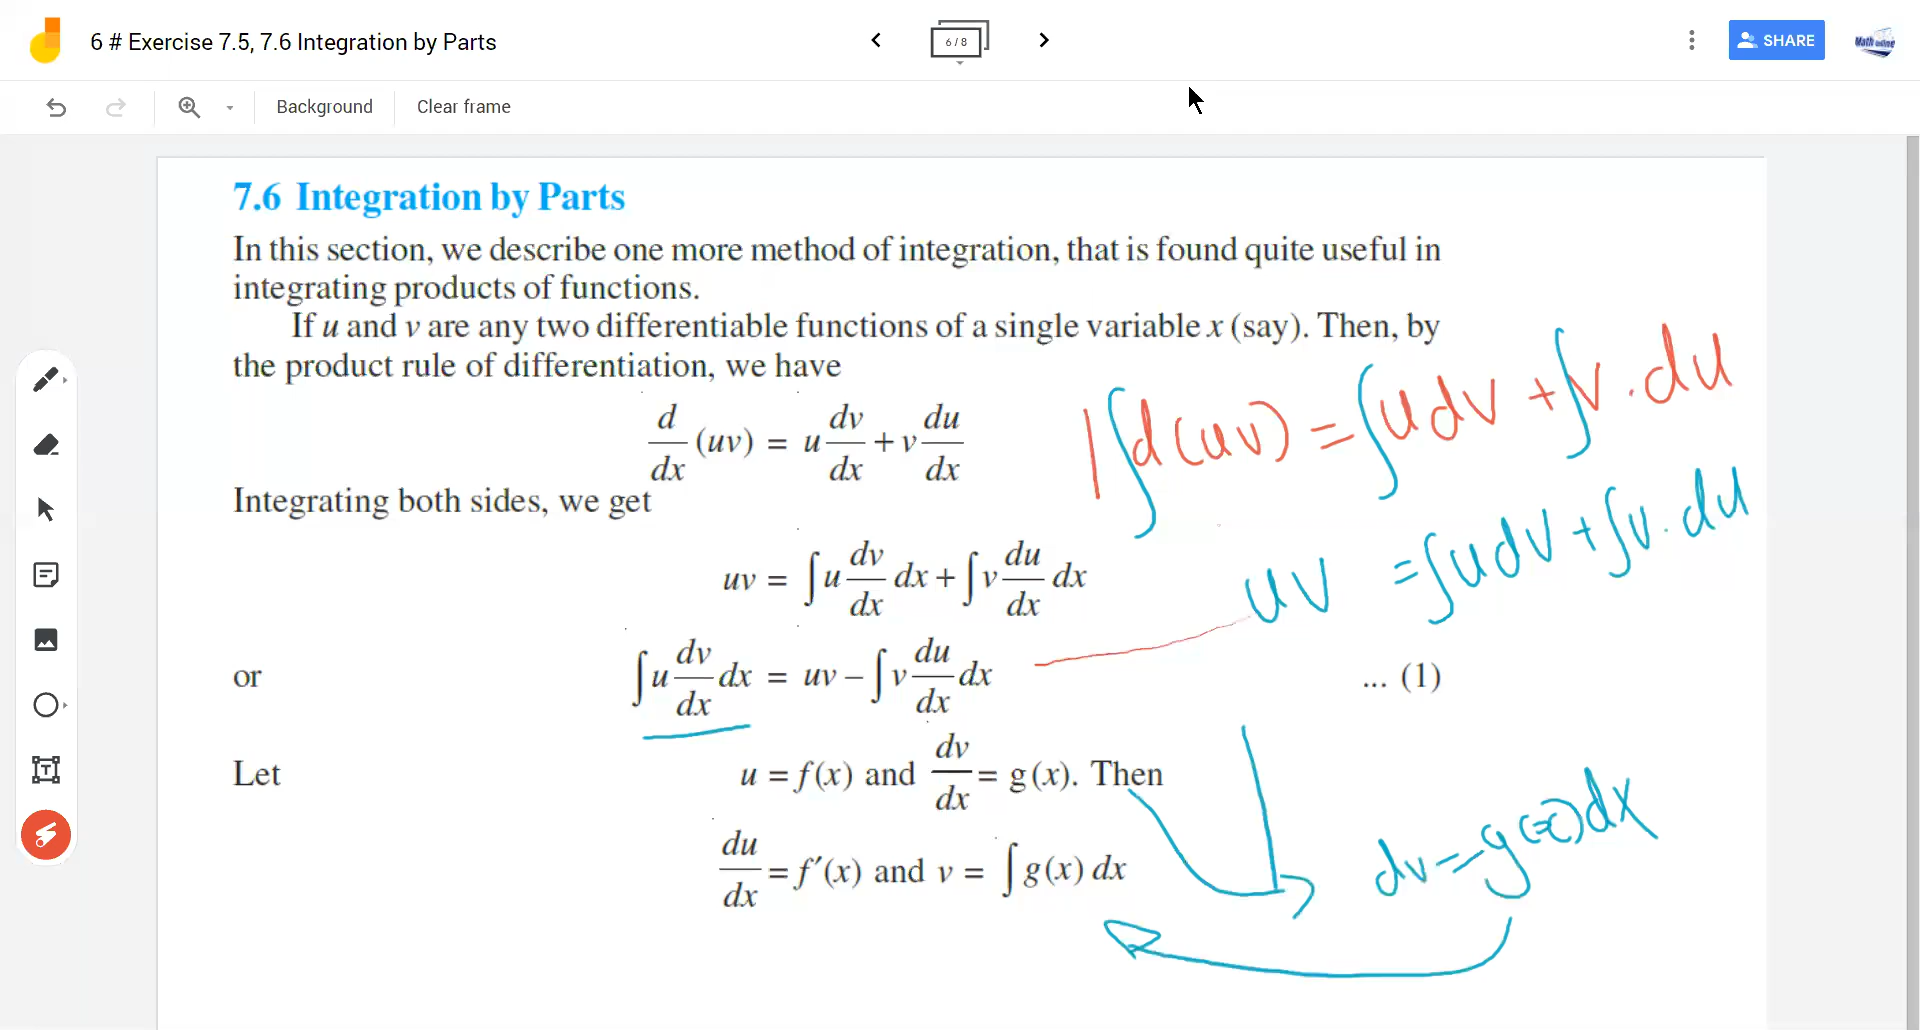 6 # Exercise 7.5, 7.6 Integration by Parts
6 / 8
SHARE
Math online
Background
Clear frame
7.6 Integration by Parts
In this section, we describe one more method of integration, that is found quite useful in
integrating products of functions.
If u and v are any two differentiable functions of a single variable x (say). Then, by
the product rule of differentiation, we have
d/dx (uv) = u dv/dx + v du/dx
∫d(uv) = ∫u dv + ∫v . du
Integrating both sides, we get
uv = ∫u dv/dx dx + ∫v du/dx dx
uv = ∫u dv + ∫v . du
or ∫u dv/dx dx = uv – ∫v du/dx dx ... (1)
Let u = f(x) and dv/dx = g(x). Then
dv = g(x)dx
du/dx = f′(x) and v = ∫g(x) dx